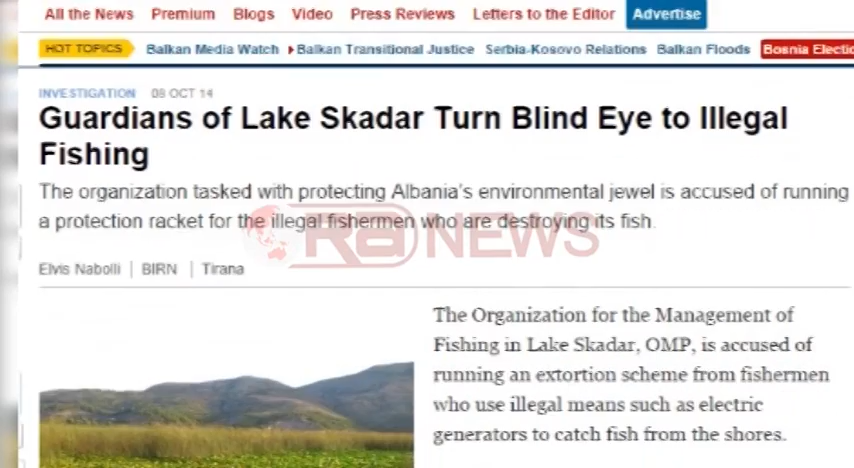 All the News Premium Blogs Video Press Reviews Letters to the Editor Advertise
HOT TOPICS Balkan Media Watch Balkan Transitional Justice Serbia-Kosovo Relations Balkan Floods Bosnia Electio
INVESTIGATION 08 OCT 14
Guardians of Lake Skadar Turn Blind Eye to Illegal
Fishing
The organization tasked with protecting Albania's environmental jewel is accused of running
a protection racket for the illegal fishermen who are destroying its fish.
Ora NEWS
Elvis Nabolli | BIRN | Tirana
The Organization for the Management of
Fishing in Lake Skadar, OMP, is accused of
running an extortion scheme from fishermen
who use illegal means such as electric
generators to catch fish from the shores.